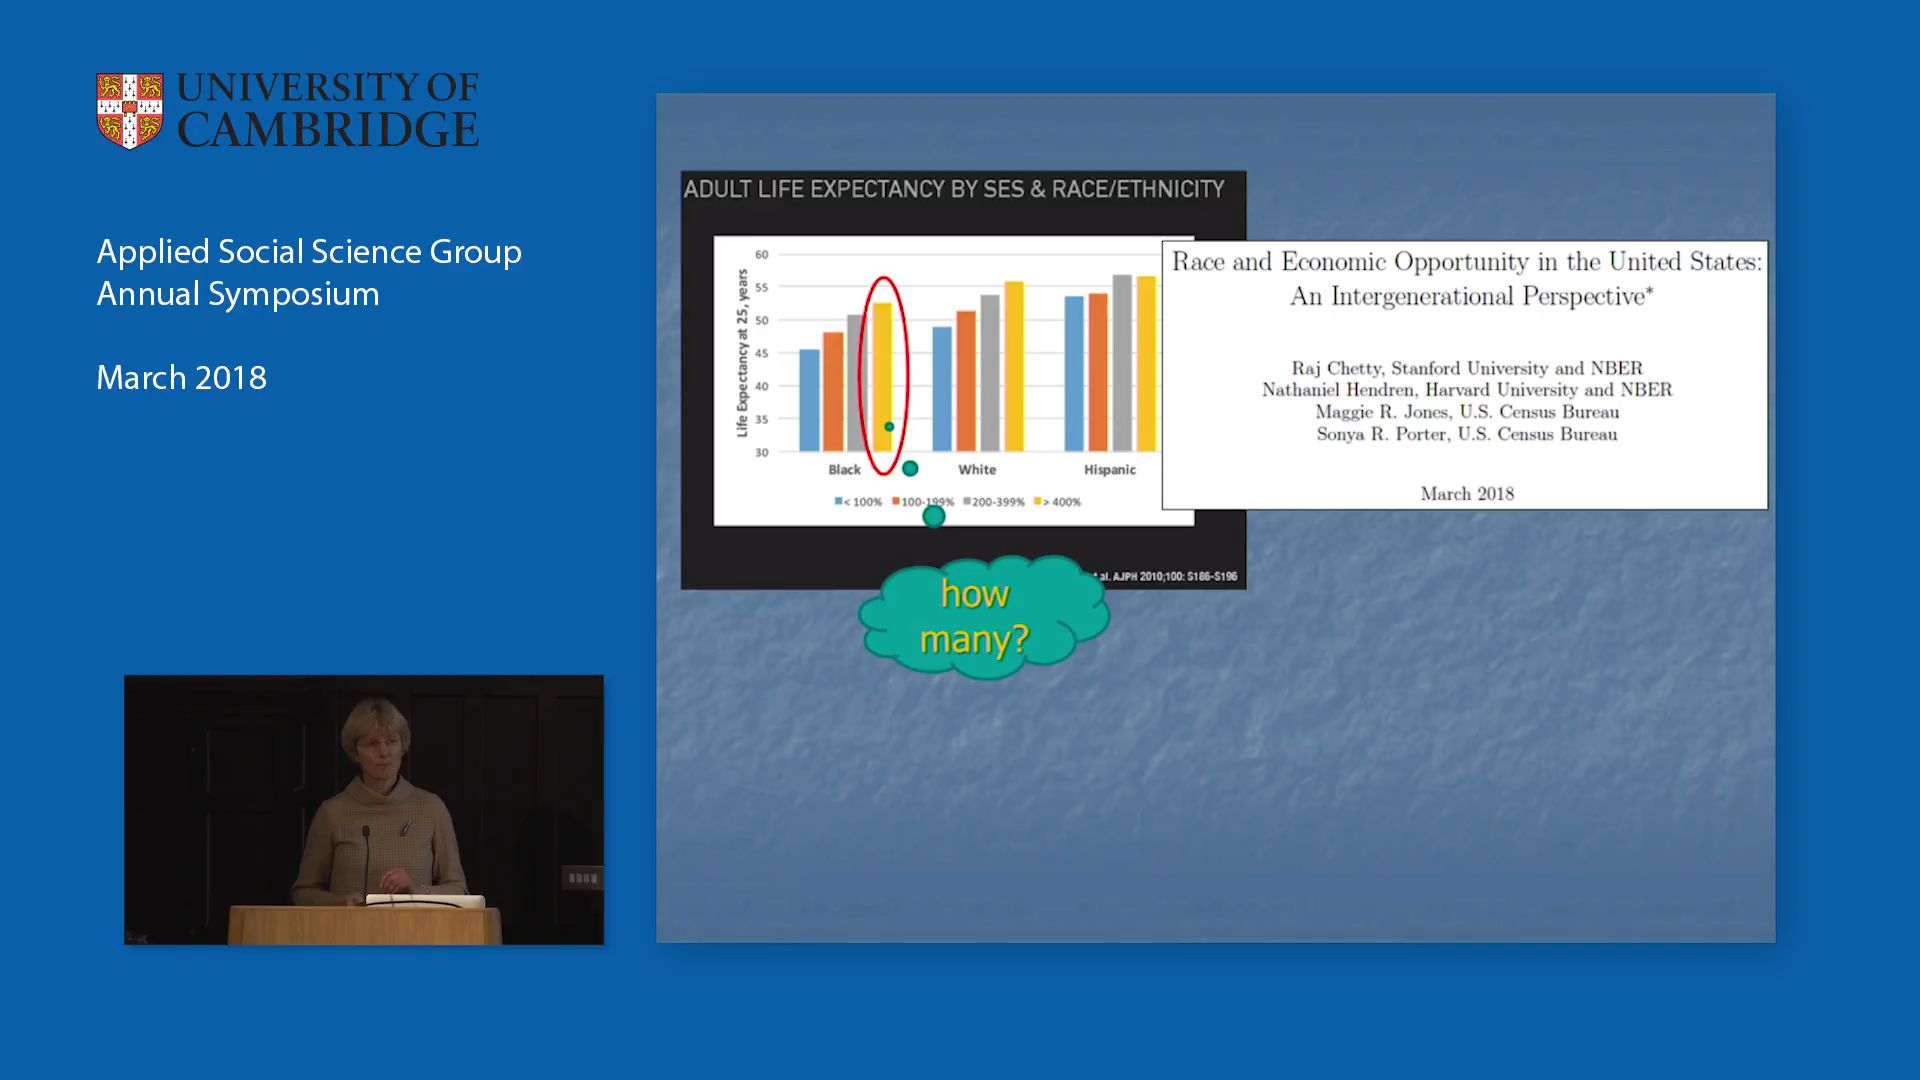 UNIVERSITY OF
CAMBRIDGE
Applied Social Science Group
Annual Symposium
March 2018
ADULT LIFE EXPECTANCY BY SES & RACE/ETHNICITY
Life Expectancy at 25, years
60
55
50
45
40
35
30
Black
White
Hispanic
< 100%
100-199%
200-399%
> 400%
al. AJPH 2010;100: S186-S196
how
many?
Race and Economic Opportunity in the United States:
An Intergenerational Perspective*
Raj Chetty, Stanford University and NBER
Nathaniel Hendren, Harvard University and NBER
Maggie R. Jones, U.S. Census Bureau
Sonya R. Porter, U.S. Census Bureau
March 2018